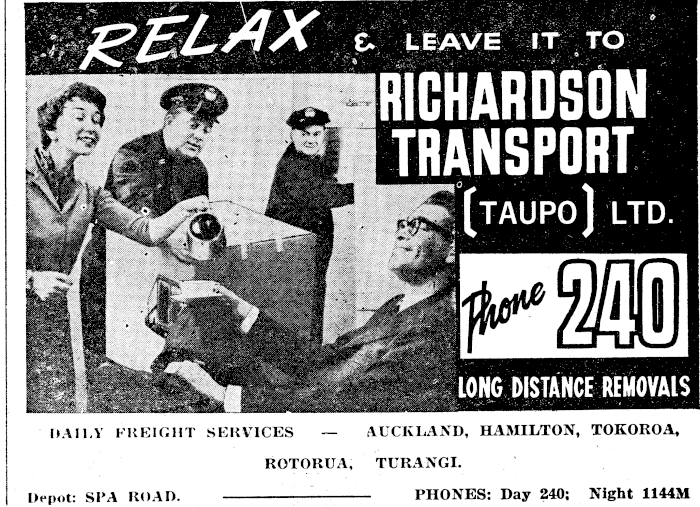 RELAX & LEAVE IT TO
RICHARDSON
TRANSPORT
[TAUPO] LTD.
Phone 240
LONG DISTANCE REMOVALS
DAILY FREIGHT SERVICES — AUCKLAND, HAMILTON, TOKOROA,
ROTORUA, TURANGI.
Depot: SPA ROAD. PHONES: Day 240; Night 1144M